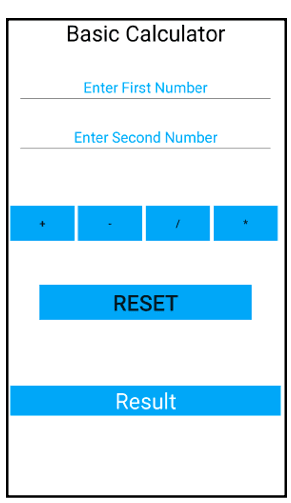 Basic Calculator
Enter First Number
Enter Second Number
+ - / *
RESET
Result